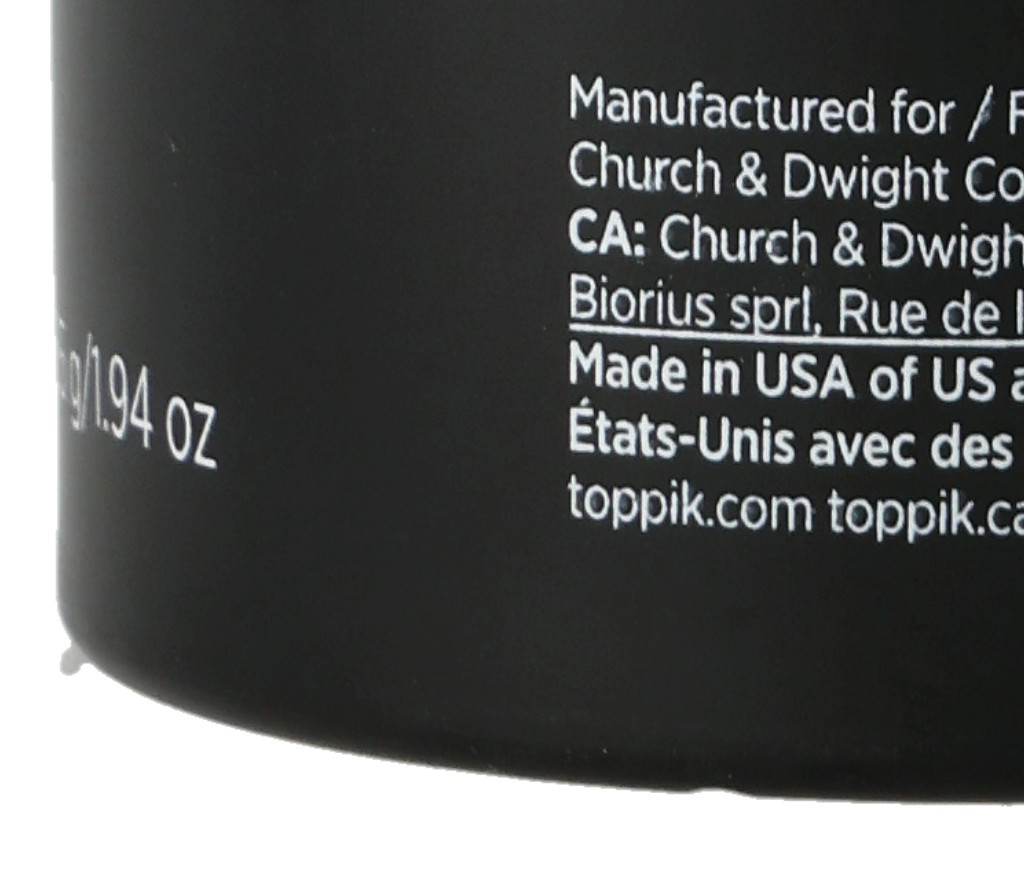 Manufactured for /
Church & Dwight Co
CA: Church & Dwigh
Biorius sprl, Rue de l
Made in USA of US a
États-Unis avec des
toppik.com toppik.ca
g/1.94 oz